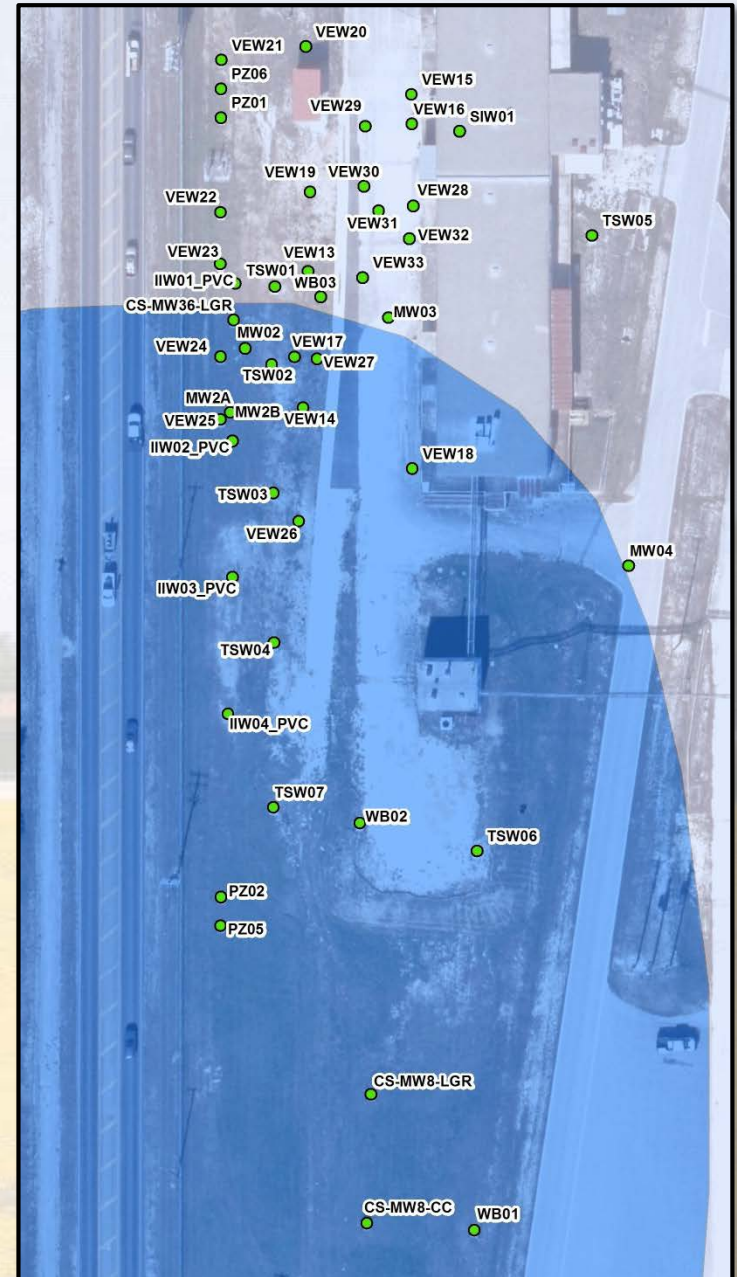 VEW20
VEW21
PZ06
VEW15
PZ01
VEW16
VEW29
SIW01
VEW19
VEW30
VEW22
VEW28
VEW31
TSW05
VEW32
VEW23
VEW13
TSW01
VEW33
IIW01_PVC
WB03
CS-MW36-LGR
MW03
MW02
VEW24
VEW17
VEW27
TSW02
MW2A
MW2B
VEW14
VEW25
IIW02_PVC
VEW18
TSW03
VEW26
MW04
IIW03_PVC
TSW04
IIW04_PVC
TSW07
WB02
TSW06
PZ02
PZ05
CS-MW8-LGR
CS-MW8-CC
WB01